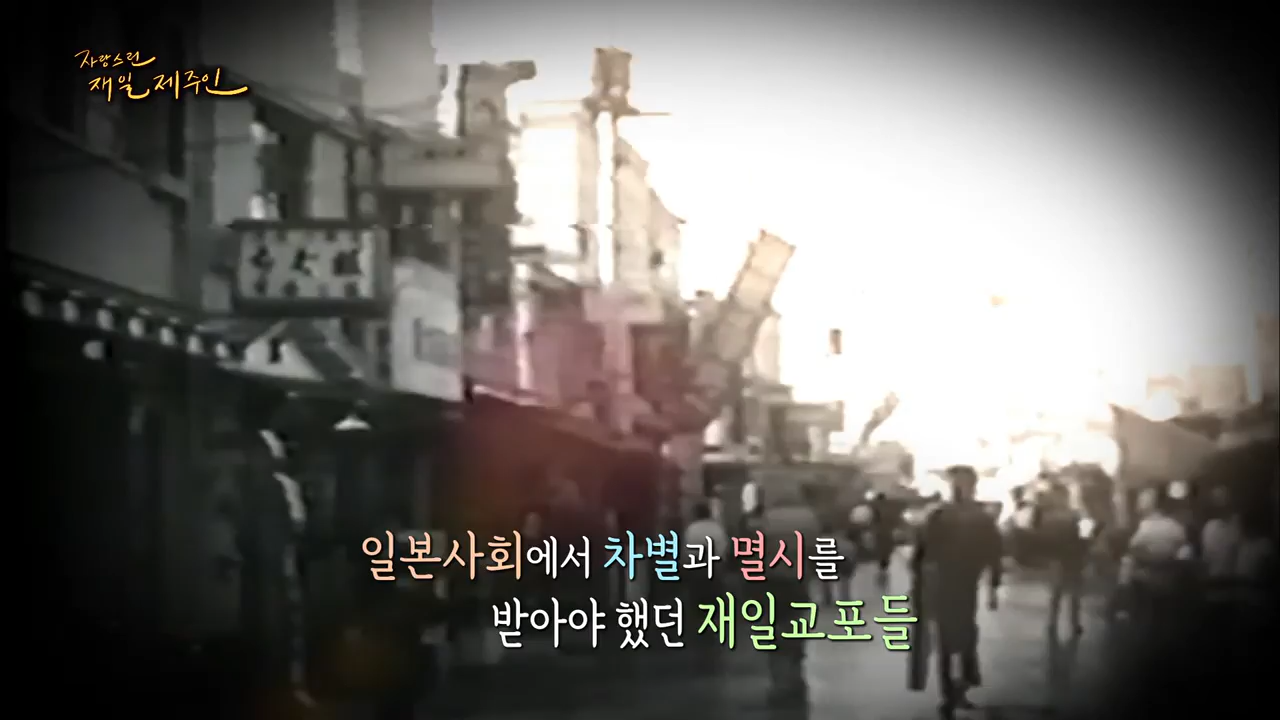 자랑스런
재일제주인
일본사회에서 차별과 멸시를
받아야 했던 재일교포들